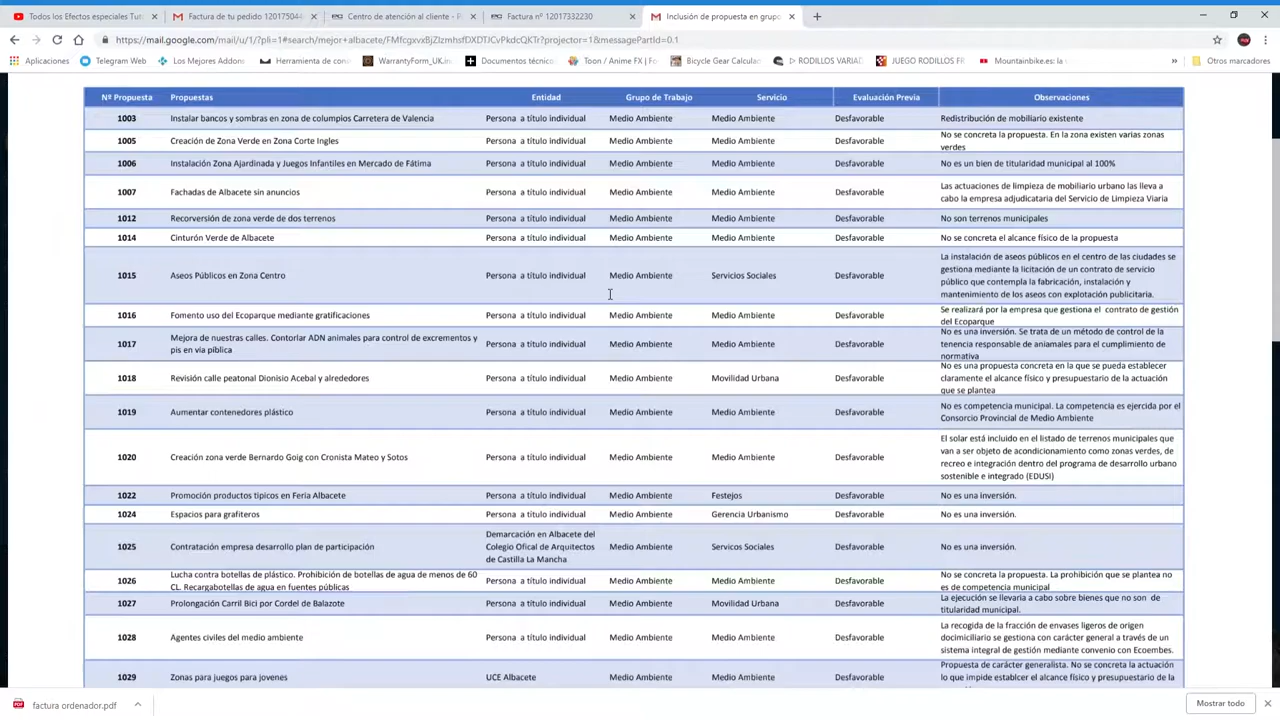 Todos los Efectos especiales Tut
Factura de tu pedido 12017504
Centro de atención al cliente - P
Factura nº 12017332230
Inclusión de propuesta en grupo
https://mail.google.com/mail/u/1/?pli=1#search/mejor+albacete/FMfcgxvxBjZlzmhsfDXDTJCvPkdcQKTr?projector=1&messagePartId=0.1
Aplicaciones
Telegram Web
Los Mejores Addons
Herramienta de con
WarrantyForm_UK.in
Documentos técnico
Toon / Anime FX | Fo
Bicycle Gear Calcula
▷ RODILLOS VARIAD
JUEGO RODILLOS FR
Mountainbike.es: la
»
Otros marcadores
Nº Propuesta Propuestas Entidad Grupo de Trabajo Servicio Evaluación Previa Observaciones
1003 Instalar bancos y sombras en zona de columpios Carretera de Valencia Persona a título individual Medio Ambiente Medio Ambiente Desfavorable Redistribución de mobiliario existente
1005 Creación de Zona Verde en Zona Corte Ingles Persona a título individual Medio Ambiente Medio Ambiente Desfavorable No se concreta la propuesta. En la zona existen varias zonas
verdes
1006 Instalación Zona Ajardinada y Juegos Infantiles en Mercado de Fátima Persona a título individual Medio Ambiente Medio Ambiente Desfavorable No es un bien de titularidad municipal al 100%
1007 Fachadas de Albacete sin anuncios Persona a título individual Medio Ambiente Medio Ambiente Desfavorable Las actuaciones de limpieza de mobiliario urbano las lleva a
cabo la empresa adjudicataria del Servicio de Limpieza Viaria
1012 Recorversión de zona verde de dos terrenos Persona a título individual Medio Ambiente Medio Ambiente Desfavorable No son terrenos municipales
1014 Cinturón Verde de Albacete Persona a título individual Medio Ambiente Medio Ambiente Desfavorable No se concreta el alcance físico de la propuesta
1015 Aseos Públicos en Zona Centro Persona a título individual Medio Ambiente Servicios Sociales Desfavorable La instalación de aseos públicos en el centro de las ciudades se
gestiona mediante la licitación de un contrato de servicio
público que contempla la fabricación, instalación y
mantenimiento de los aseos con explotación publicitaria.
1016 Fomento uso del Ecoparque mediante gratificaciones Persona a título individual Medio Ambiente Medio Ambiente Desfavorable Se realizará por la empresa que gestiona el contrato de gestión
del Ecoparque
1017 Mejora de nuestras calles. Contorlar ADN animales para control de excrementos y
pis en vía píblica Persona a título individual Medio Ambiente Medio Ambiente Desfavorable No es una inversión. Se trata de un método de control de la
tenencia responsable de aniamales para el cumplimiento de
normativa
1018 Revisión calle peatonal Dionisio Acebal y alrededores Persona a título individual Medio Ambiente Movilidad Urbana Desfavorable No es una propuesta concreta en la que se pueda establecer
claramente el alcance físico y presupuestario de la actuación
que se plantea
1019 Aumentar contenedores plástico Persona a título individual Medio Ambiente Medio Ambiente Desfavorable No es competencia municipal. La competencia es ejercida por el
Consorcio Provincial de Medio Ambiente
1020 Creación zona verde Bernardo Goig con Cronista Mateo y Sotos Persona a título individual Medio Ambiente Medio Ambiente Desfavorable El solar está incluido en el listado de terrenos municipales que
van a ser objeto de acondicionamiento como zonas verdes, de
recreo e integración dentro del programa de desarrollo urbano
sostenible e integrado (EDUSI)
1022 Promoción productos tipicos en Feria Albacete Persona a título individual Medio Ambiente Festejos Desfavorable No es una inversión.
1024 Espacios para grafiteros Persona a título individual Medio Ambiente Gerencia Urbanismo Desfavorable No es una inversión.
1025 Contratación empresa desarrollo plan de participación Demarcación en Albacete del
Colegio Ofical de Arquitectos
de Castilla La Mancha Medio Ambiente Servicos Sociales Desfavorable No es una inversión.
1026 Lucha contra botellas de plástico. Prohibición de botellas de agua de menos de 60
CL. Recargabotellas de agua en fuentes públicas Persona a título individual Medio Ambiente Medio Ambiente Desfavorable No se concreta la propuesta. La prohibición que se plantea no
es de competencia municipal
1027 Prolongación Carril Bici por Cordel de Balazote Persona a título individual Medio Ambiente Movilidad Urbana Desfavorable La ejecución se llevaria a cabo sobre bienes que no son de
titularidad municipal.
1028 Agentes civiles del medio ambiente Persona a título individual Medio Ambiente Medio Ambiente Desfavorable La recogida de la fracción de envases ligeros de origen
docimiciliario se gestiona con carácter general a través de un
sistema integral de gestión mediante convenio con Ecoembes.
1029 Zonas para juegos para jovenes UCE Albacete Medio Ambiente Medio Ambiente Desfavorable Propuesta de carácter generalista. No se concreta la actuación
lo que impide establcer el alcance físico y presupuestario de la
factura ordenador.pdf
Mostrar todo